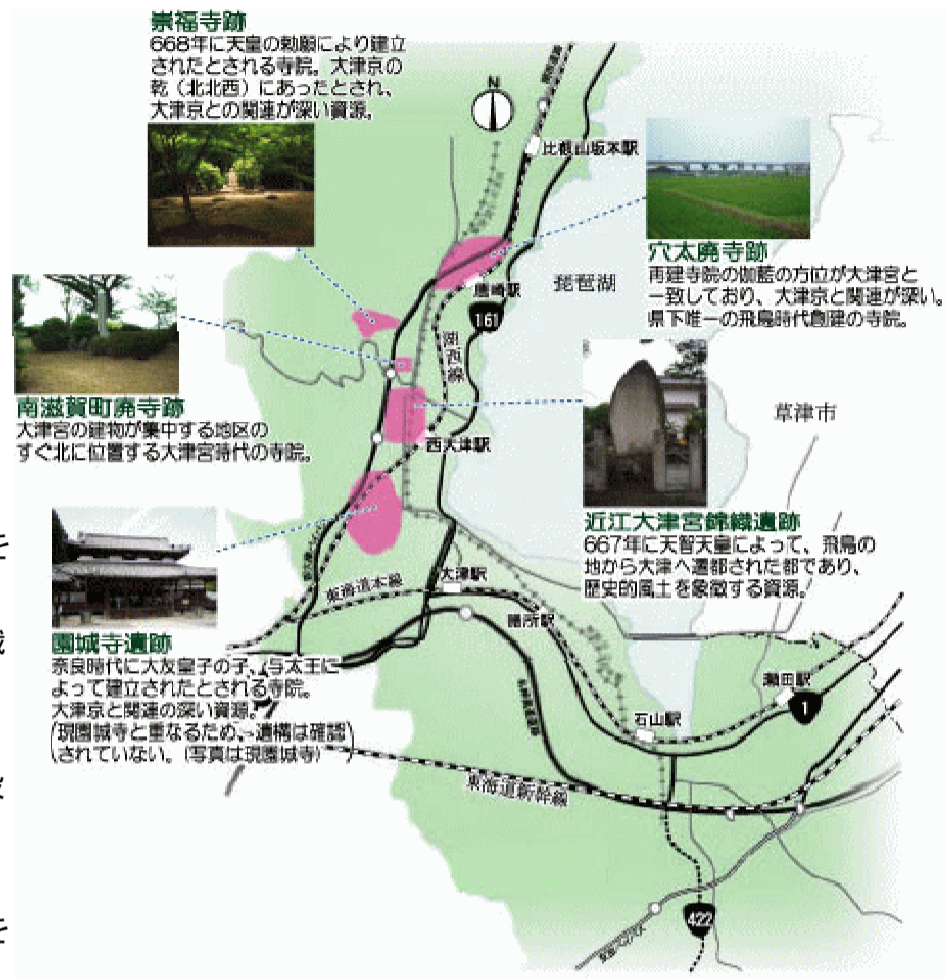 崇福寺跡
668年に天皇の勅願により建立
されたとされる寺院。大津京の
乾（北北西）にあったとされ、
大津京との関連が深い資源。
N
比叡山坂本駅
穴太廃寺跡
再建寺院の伽藍の方位が大津宮と
一致しており、大津京と関連が深い。
県下唯一の飛鳥時代創建の寺院。
琵琶湖
唐崎駅
161
湖西線
南滋賀町廃寺跡
大津宮の建物が集中する地区の
すぐ北に位置する大津宮時代の寺院。
草津市
西大津駅
近江大津宮錦織遺跡
667年に天智天皇によって、飛鳥の
地から大津へ遷都された都であり、
歴史的風土を象徴する資源。
大津駅
東海道本線
膳所駅
園城寺遺跡
奈良時代に大友皇子の子、与太王に
よって建立されたとされる寺院。
大津京と関連の深い資源。
（現園城寺と重なるため、遺構は確認
されていない。（写真は現園城寺）
瀬田駅
1
石山駅
東海道新幹線
422